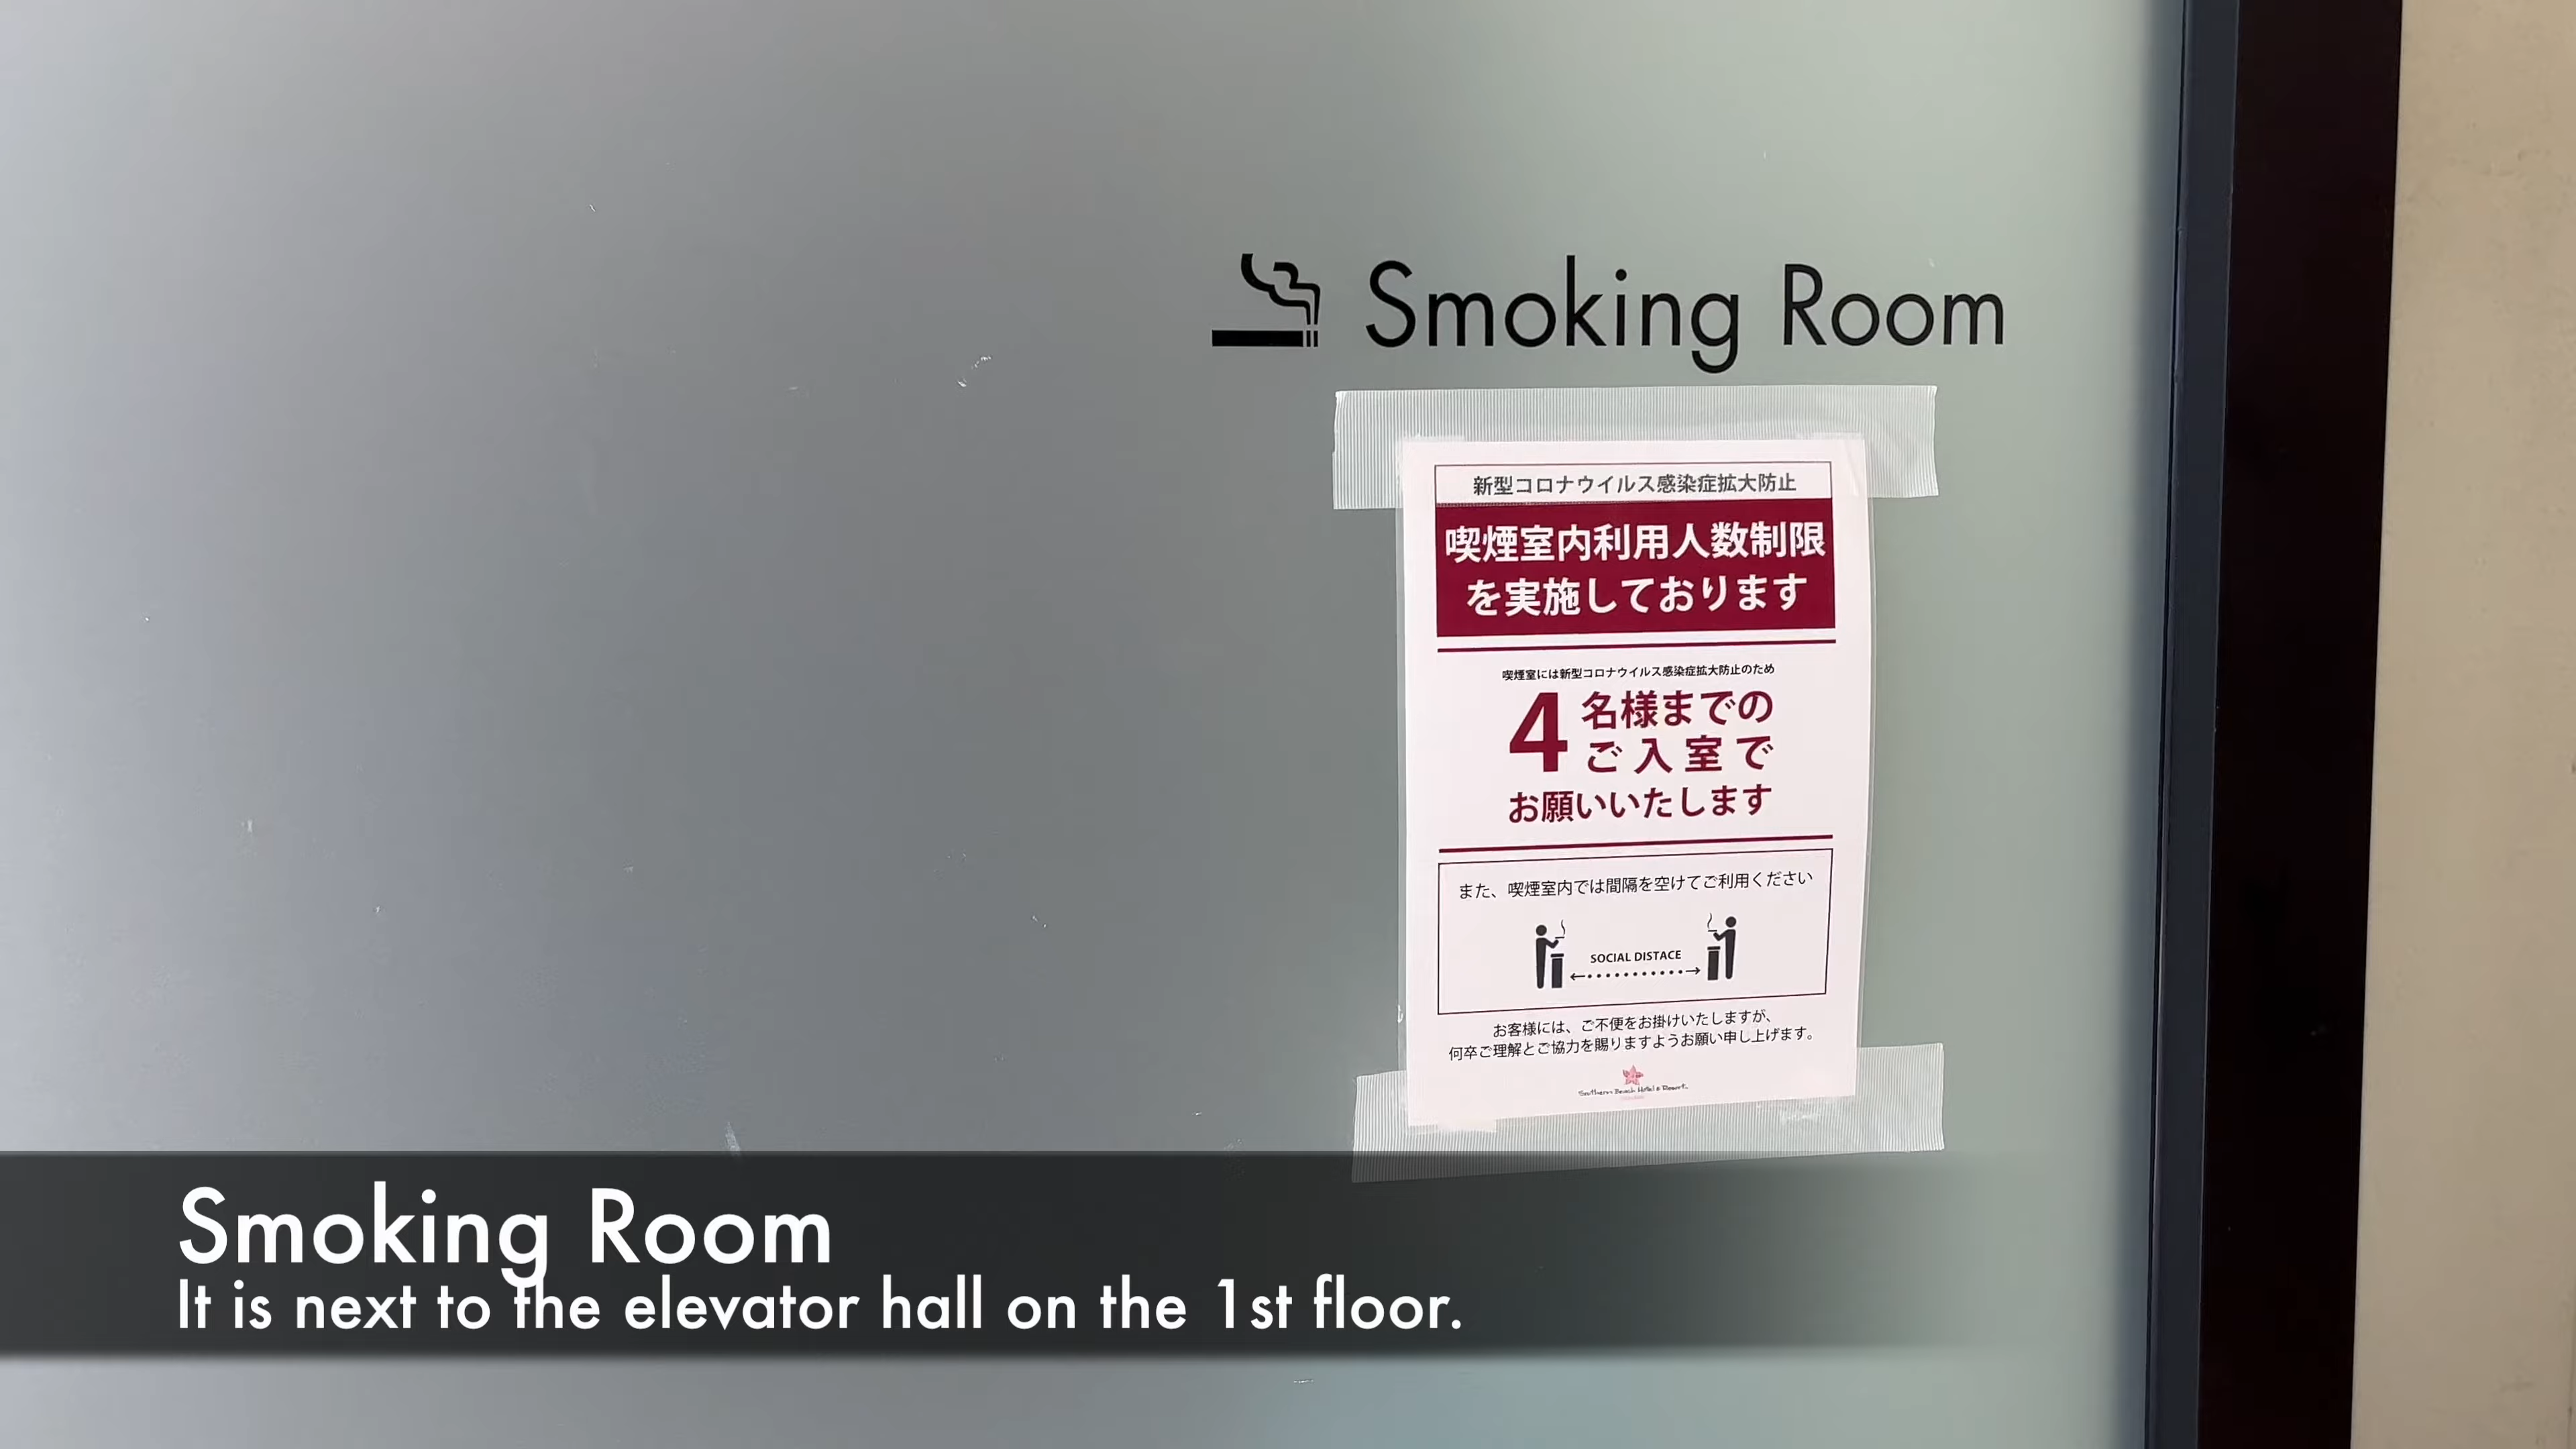 Smoking Room
新型コロナウイルス感染症拡大防止
喫煙室内利用人数制限
を実施しております
喫煙室には新型コロナウイルス感染症拡大防止のため
4名様までの
ご入室で
お願いいたします
また、喫煙室内では間隔を空けてご利用ください
SOCIAL DISTACE
お客様には、ご不便をお掛けいたしますが、
何卒ご理解とご協力を賜りますようお願い申し上げます。
Southern Beach Hotel & Resort
Smoking Room
It is next to the elevator hall on the 1st floor.